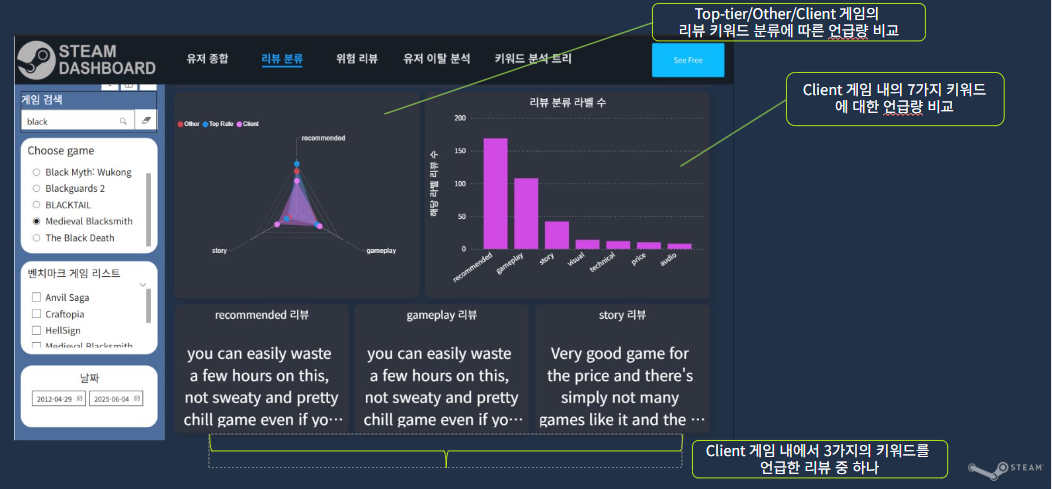 Top-tier/Other/Client 게임의
리뷰 키워드 분류에 따른 언급량 비교
STEAM
DASHBOARD
유저 종합
리뷰 분류
위험 리뷰
유저 이탈 분석
키워드 분석 트리
See Free
Client 게임 내의 7가지 키워드
에 대한 언급량 비교
게임 검색
black
Choose game
Black Myth: Wukong
Blackguards 2
BLACKTAIL
Medieval Blacksmith
The Black Death
벤치마크 게임 리스트
Anvil Saga
Craftopia
HellSign
Medieval Blacksmith
날짜
2012-04-29
2025-06-04
Other Top Rate Client
recommended
story
gameplay
리뷰 분류 라벨 수
해당 라벨 리뷰 수
200
150
100
50
0
recommended
gameplay
story
visual
technical
price
audio
recommended 리뷰
you can easily waste
a few hours on this,
not sweaty and pretty
chill game even if yo…
gameplay 리뷰
you can easily waste
a few hours on this,
not sweaty and pretty
chill game even if yo…
story 리뷰
Very good game for
the price and there's
simply not many
games like it and the …
Client 게임 내에서 3가지의 키워드를
언급한 리뷰 중 하나
STEAM